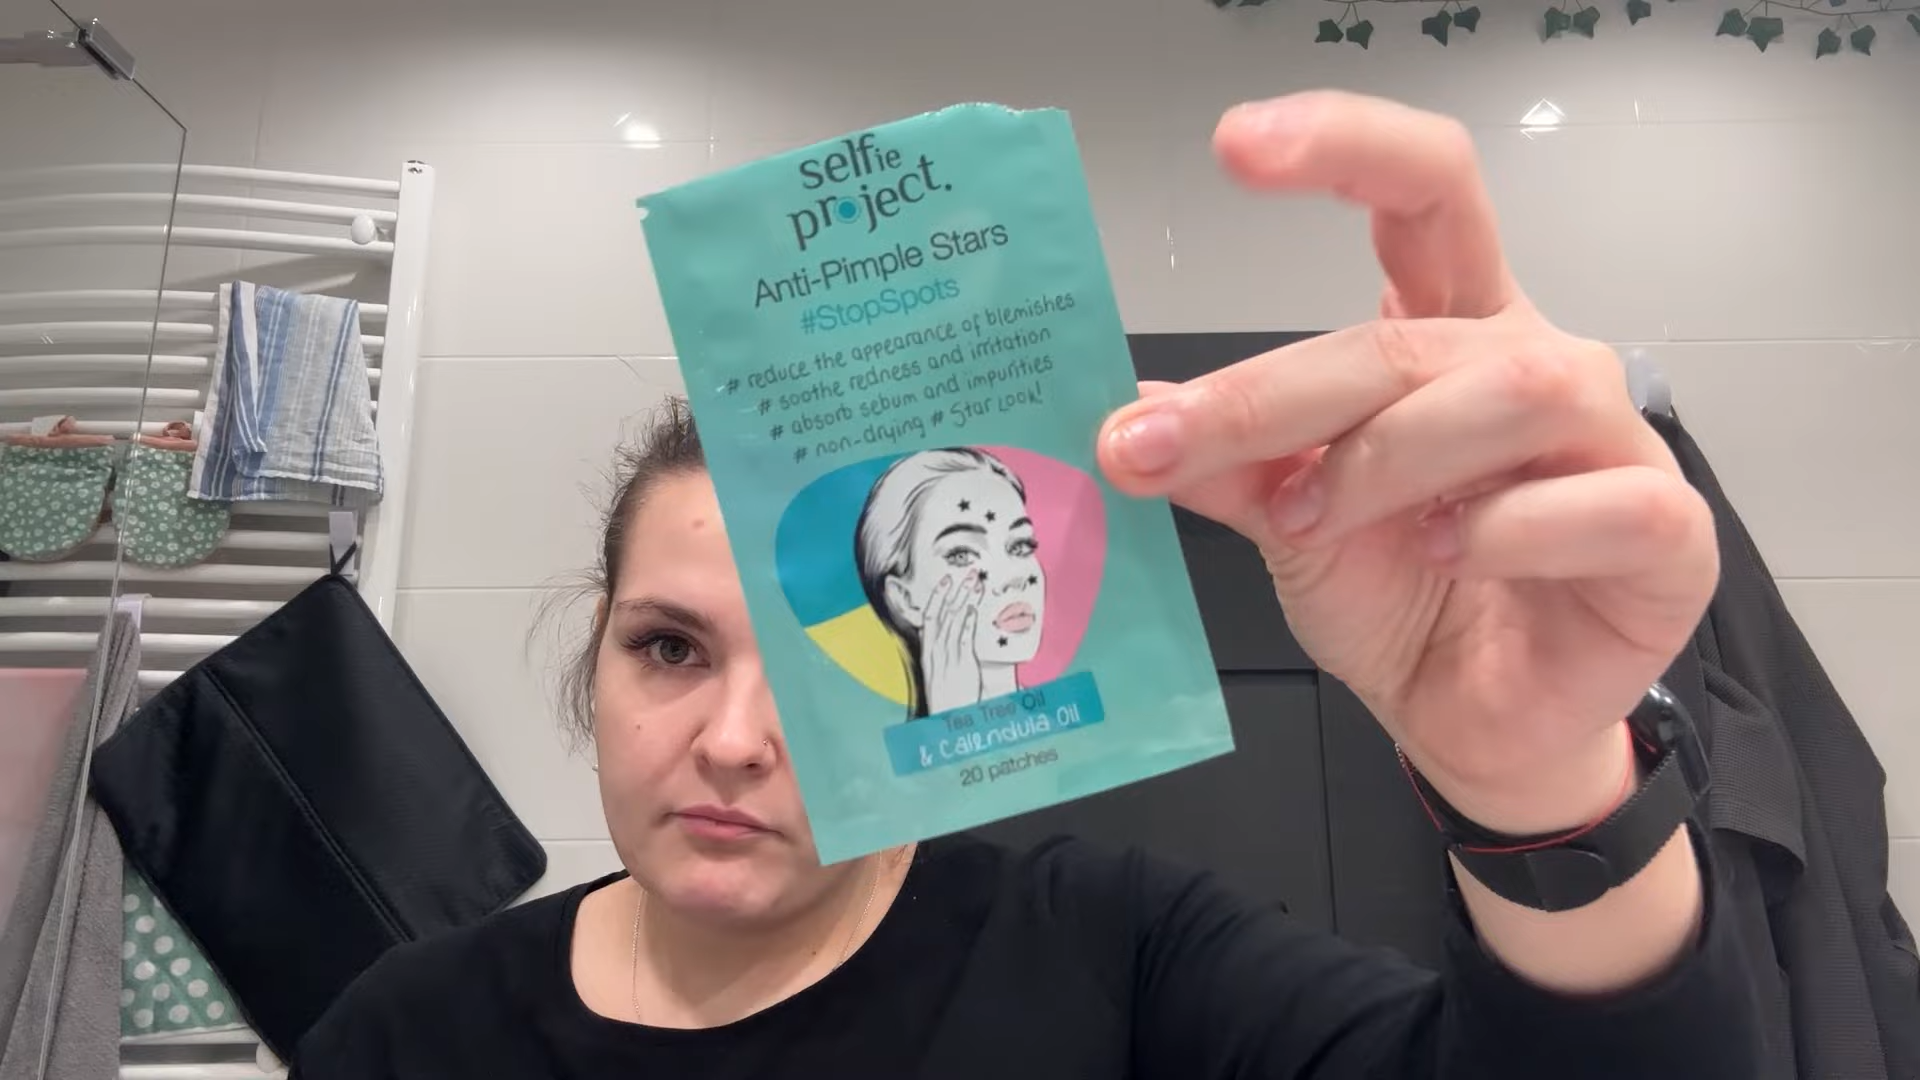 selfie
project.
Anti-Pimple Stars
#StopSpots
# reduce the appearance of blemishes
# soothe redness and irritation
# absorb sebum and impurities
# non-drying # Star Look!
Tea Tree Oil
& Calendula Oil
20 patches